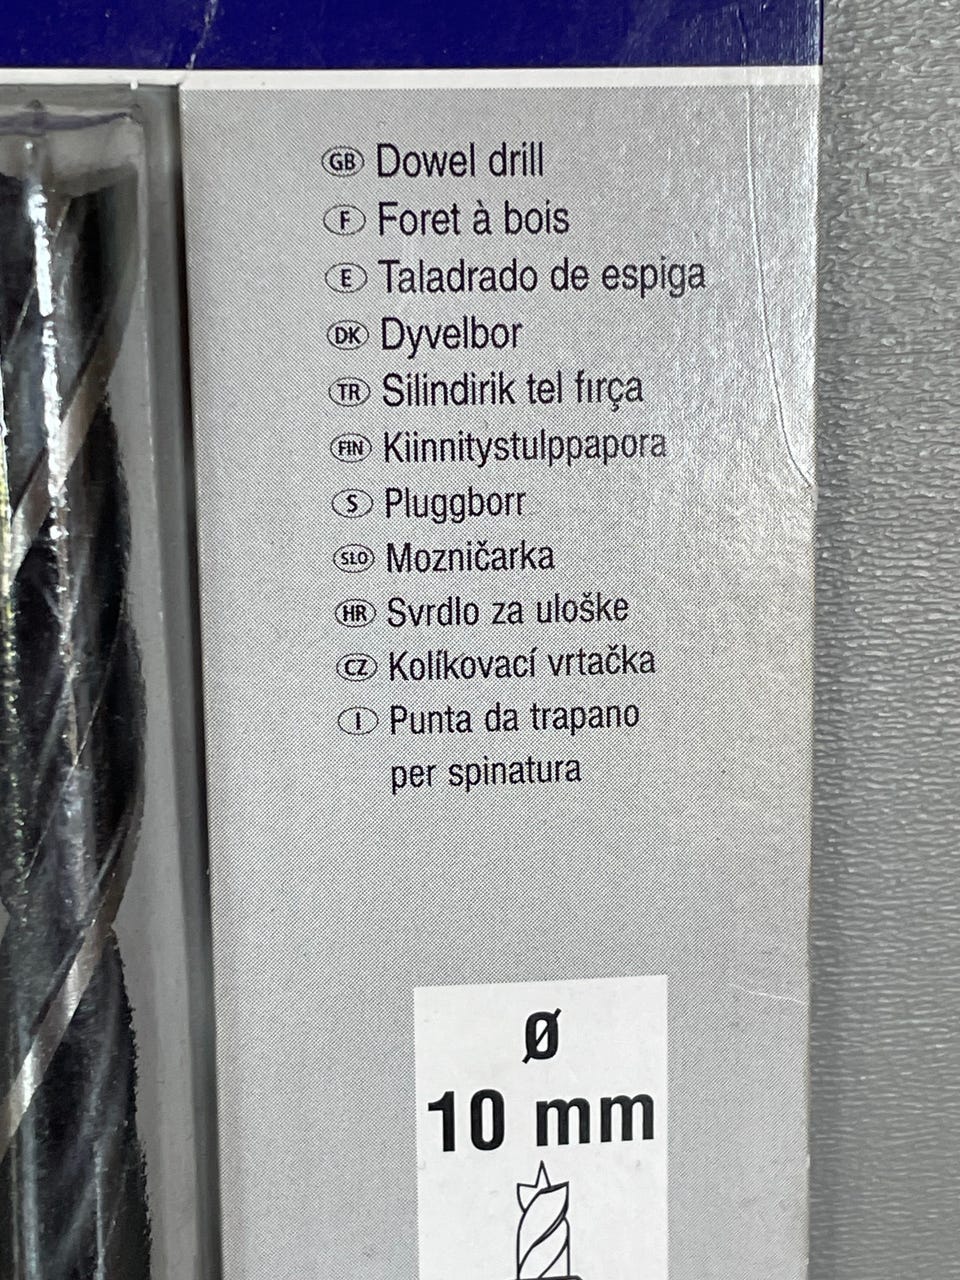 GB Dowel drill
F Foret à bois
E Taladrado de espiga
DK Dyvelbor
TR Silindirik tel fırça
FIN Kiinnitystulppapora
S Pluggborr
SLO Mozničarka
HR Svrdlo za uloške
CZ Kolíkovací vrtačka
I Punta da trapano
per spinatura
Ø
10 mm